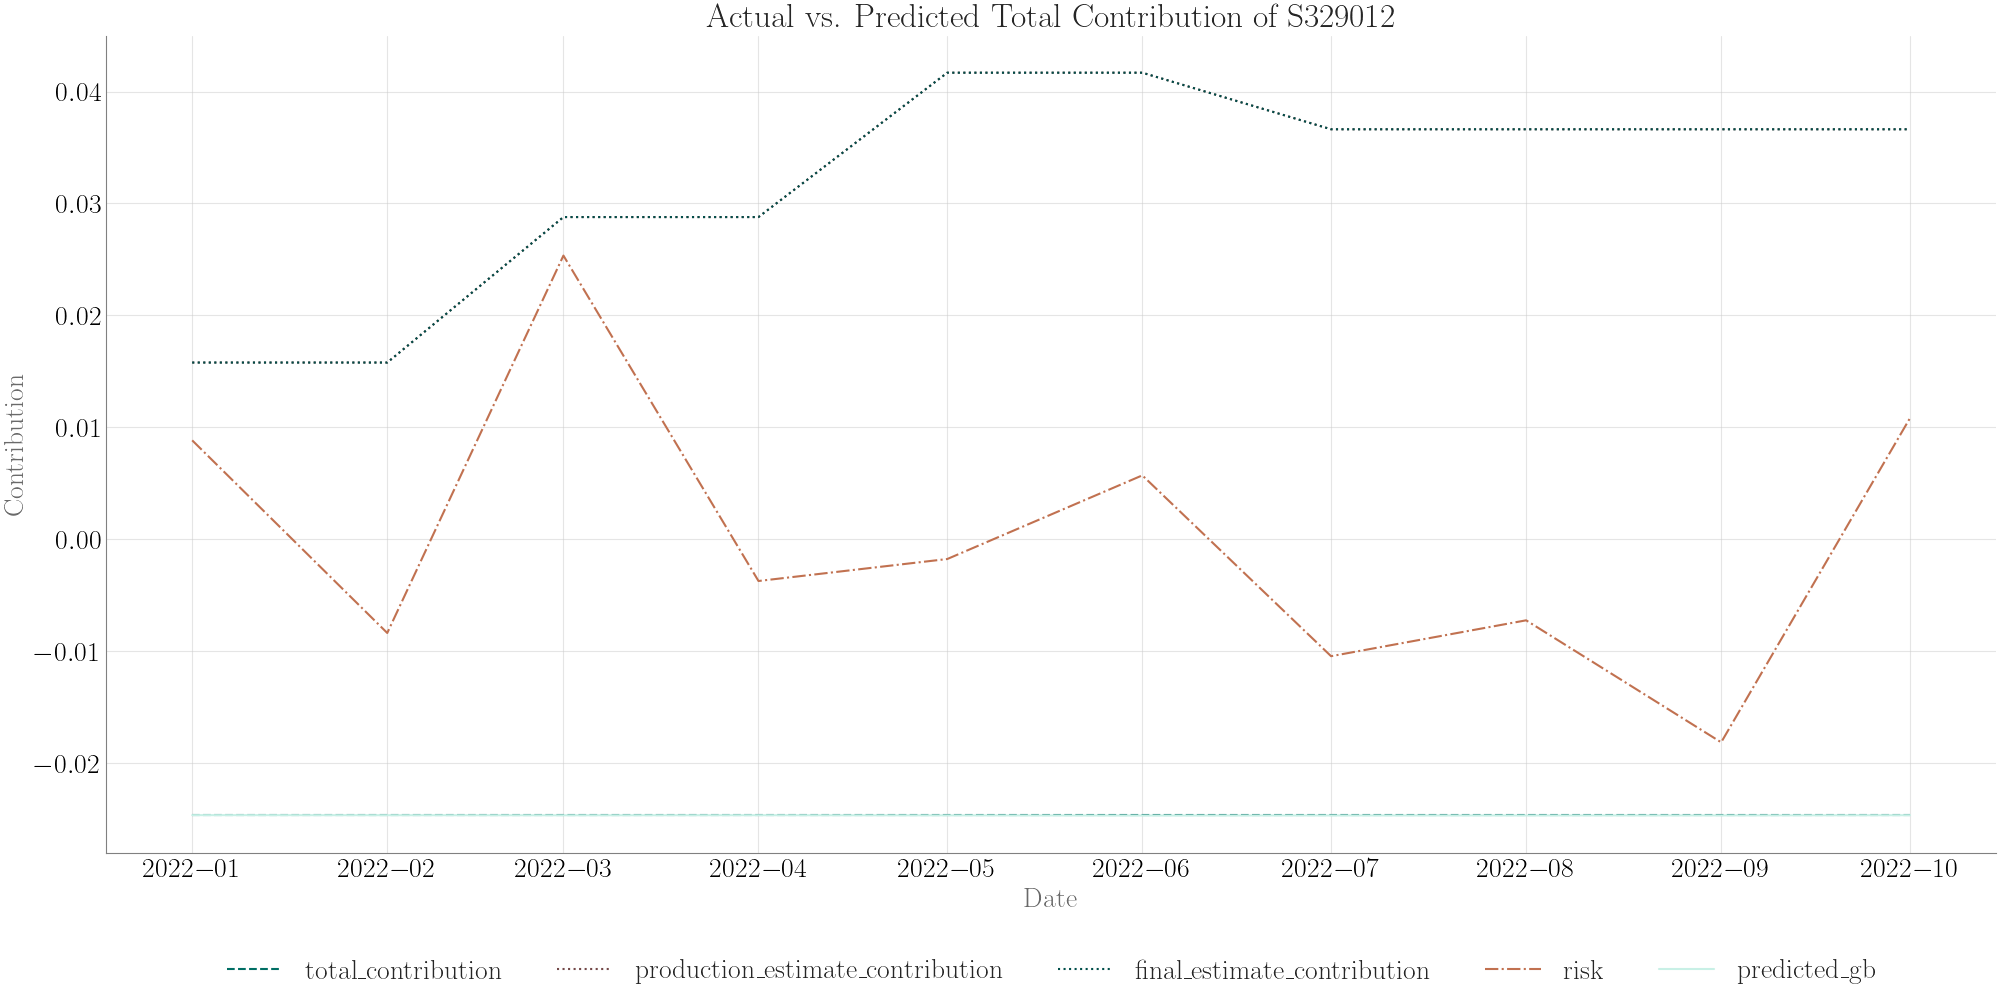 Actual vs. Predicted Total Contribution of S329012
Contribution
0.04
0.03
0.02
0.01
0.00
−0.01
−0.02
2022−01 2022−02 2022−03 2022−04 2022−05 2022−06 2022−07 2022−08 2022−09 2022−10
Date
total_contribution production_estimate_contribution final_estimate_contribution risk predicted_gb